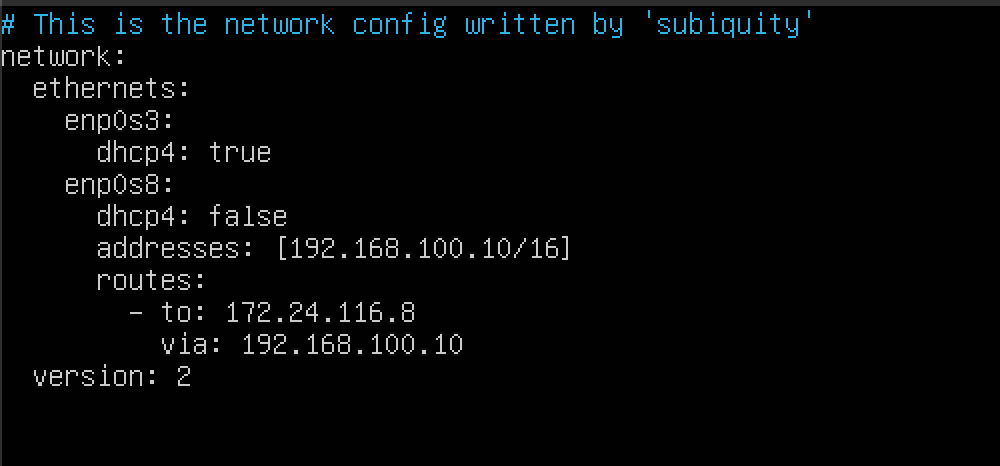 # This is the network config written by 'subiquity'
network:
  ethernets:
    enp0s3:
      dhcp4: true
    enp0s8:
      dhcp4: false
      addresses: [192.168.100.10/16]
      routes:
        - to: 172.24.116.8
          via: 192.168.100.10
  version: 2